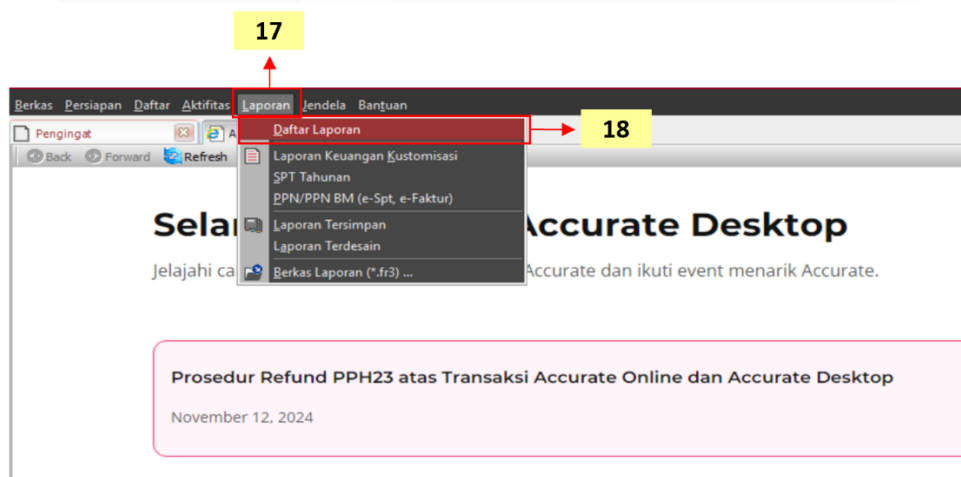 17
Berkas Persiapan Daftar Aktifitas Laporan Jendela Bantuan
Pengingat A
Daftar Laporan 18
Back Forward Refresh
Laporan Keuangan Kustomisasi
SPT Tahunan
PPN/PPN BM (e-Spt, e-Faktur)
Laporan Tersimpan
Laporan Terdesain
Berkas Laporan (*.fr3) ...
Accurate Desktop
Jelajahi Accurate dan ikuti event menarik Accurate.
Prosedur Refund PPH23 atas Transaksi Accurate Online dan Accurate Desktop
November 12, 2024